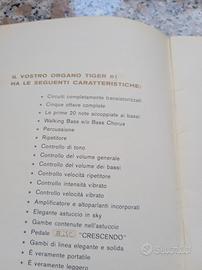 IL VOSTRO ORGANO TIGER 61
HA LE SEGUENTI CARATTERISTICHE:
• Circuiti completamente transistorizzati
• Cinque ottave complete
• Le prime 20 note accoppiate ai bassi
• Walking Bass e/o Bass Chorus
• Percussione
• Ripetitore
• Controllo di tono
• Controllo del volume generale
• Controllo del volume dei bassi
• Controllo del ripetitore
• Controllo intensità vibrato
• Controllo velocità vibrato
• Amplificatore e altoparlanti incorporati
• Elegante astuccio in sky
• Gambe contenute nell'astuccio
• Pedale "CRESCENDO"
• Gambi di linea elegante e solida
• È veramente portatile
• È veramente leggero
subito